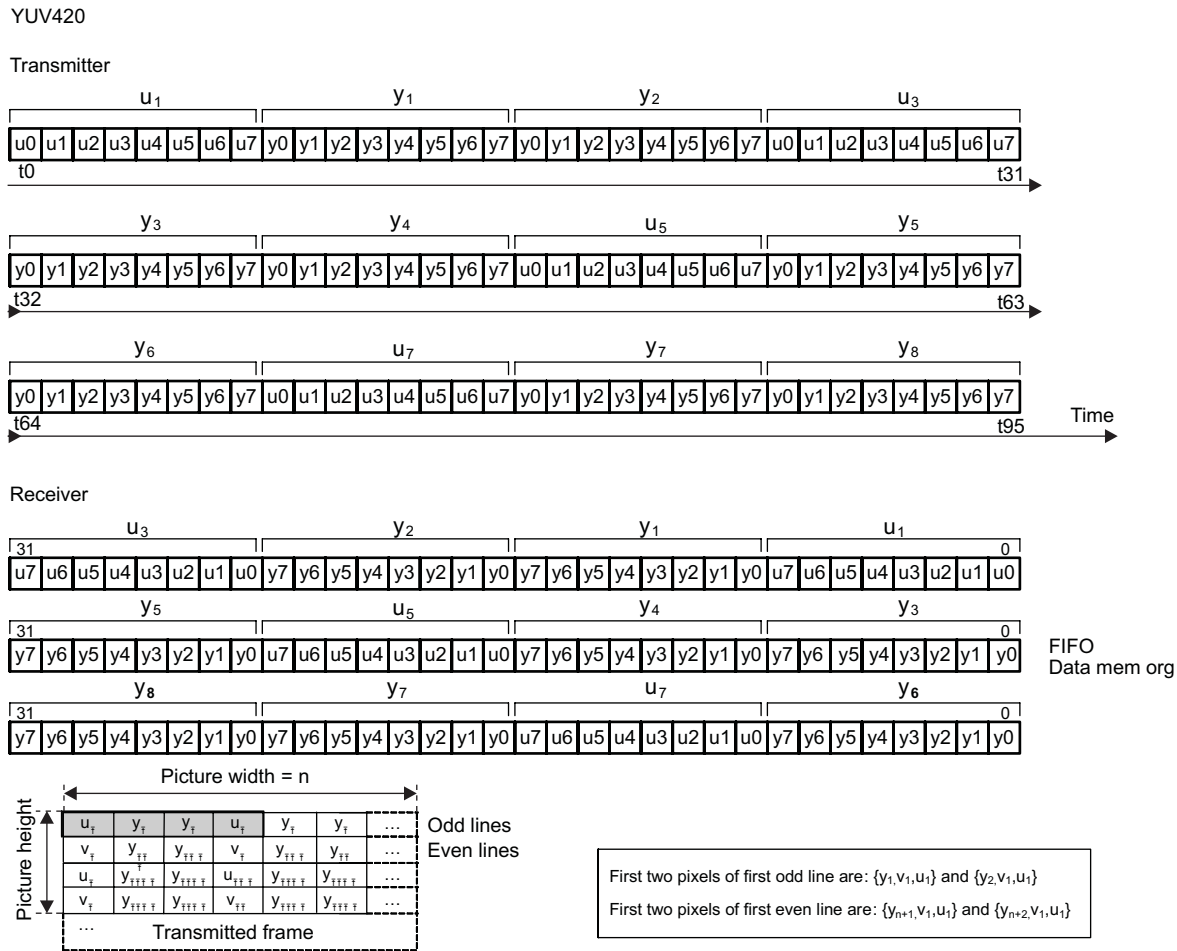 YUV420
Transmitter
u1 y1 y2 u3
u0 u1 u2 u3 u4 u5 u6 u7 y0 y1 y2 y3 y4 y5 y6 y7 y0 y1 y2 y3 y4 y5 y6 y7 u0 u1 u2 u3 u4 u5 u6 u7
t0 t31
y3 y4 u5 y5
y0 y1 y2 y3 y4 y5 y6 y7 y0 y1 y2 y3 y4 y5 y6 y7 u0 u1 u2 u3 u4 u5 u6 u7 y0 y1 y2 y3 y4 y5 y6 y7
t32 t63
y6 u7 y7 y8
y0 y1 y2 y3 y4 y5 y6 y7 u0 u1 u2 u3 u4 u5 u6 u7 y0 y1 y2 y3 y4 y5 y6 y7 y0 y1 y2 y3 y4 y5 y6 y7
t64 t95 Time
Receiver
u3 y2 y1 u1
31 0
u7 u6 u5 u4 u3 u2 u1 u0 y7 y6 y5 y4 y3 y2 y1 y0 y7 y6 y5 y4 y3 y2 y1 y0 u7 u6 u5 u4 u3 u2 u1 u0
y5 u5 y4 y3
31 0
y7 y6 y5 y4 y3 y2 y1 y0 u7 u6 u5 u4 u3 u2 u1 u0 y7 y6 y5 y4 y3 y2 y1 y0 y7 y6 y5 y4 y3 y2 y1 y0
FIFO
Data mem org
y8 y7 u7 y6
31 0
y7 y6 y5 y4 y3 y2 y1 y0 y7 y6 y5 y4 y3 y2 y1 y0 u7 u6 u5 u4 u3 u2 u1 u0 y7 y6 y5 y4 y3 y2 y1 y0
Picture width = n
Picture height
u y y u y y ... Odd lines
v y y v y y ... Even lines
u y y u y y ...
v y y v y y ...
... Transmitted frame
First two pixels of first odd line are: {y1,v1,u1} and {y2,v1,u1}
First two pixels of first even line are: {yn+1,v1,u1} and {yn+2,v1,u1}